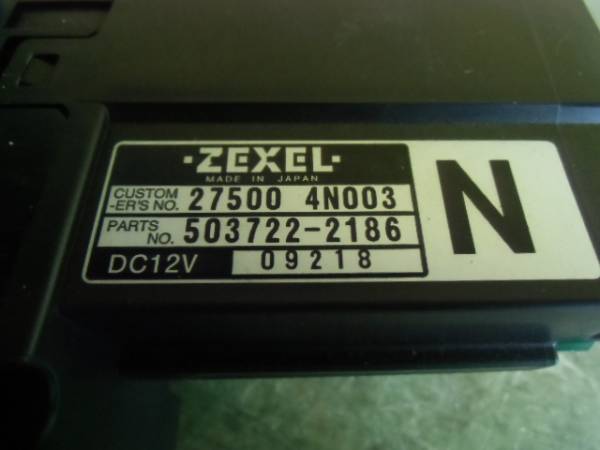 ·ZEXEL·
MADE IN JAPAN
CUSTOM
-ER'S NO. 27500 4N003
PARTS
NO. 503722-2186
DC12V 09218
N